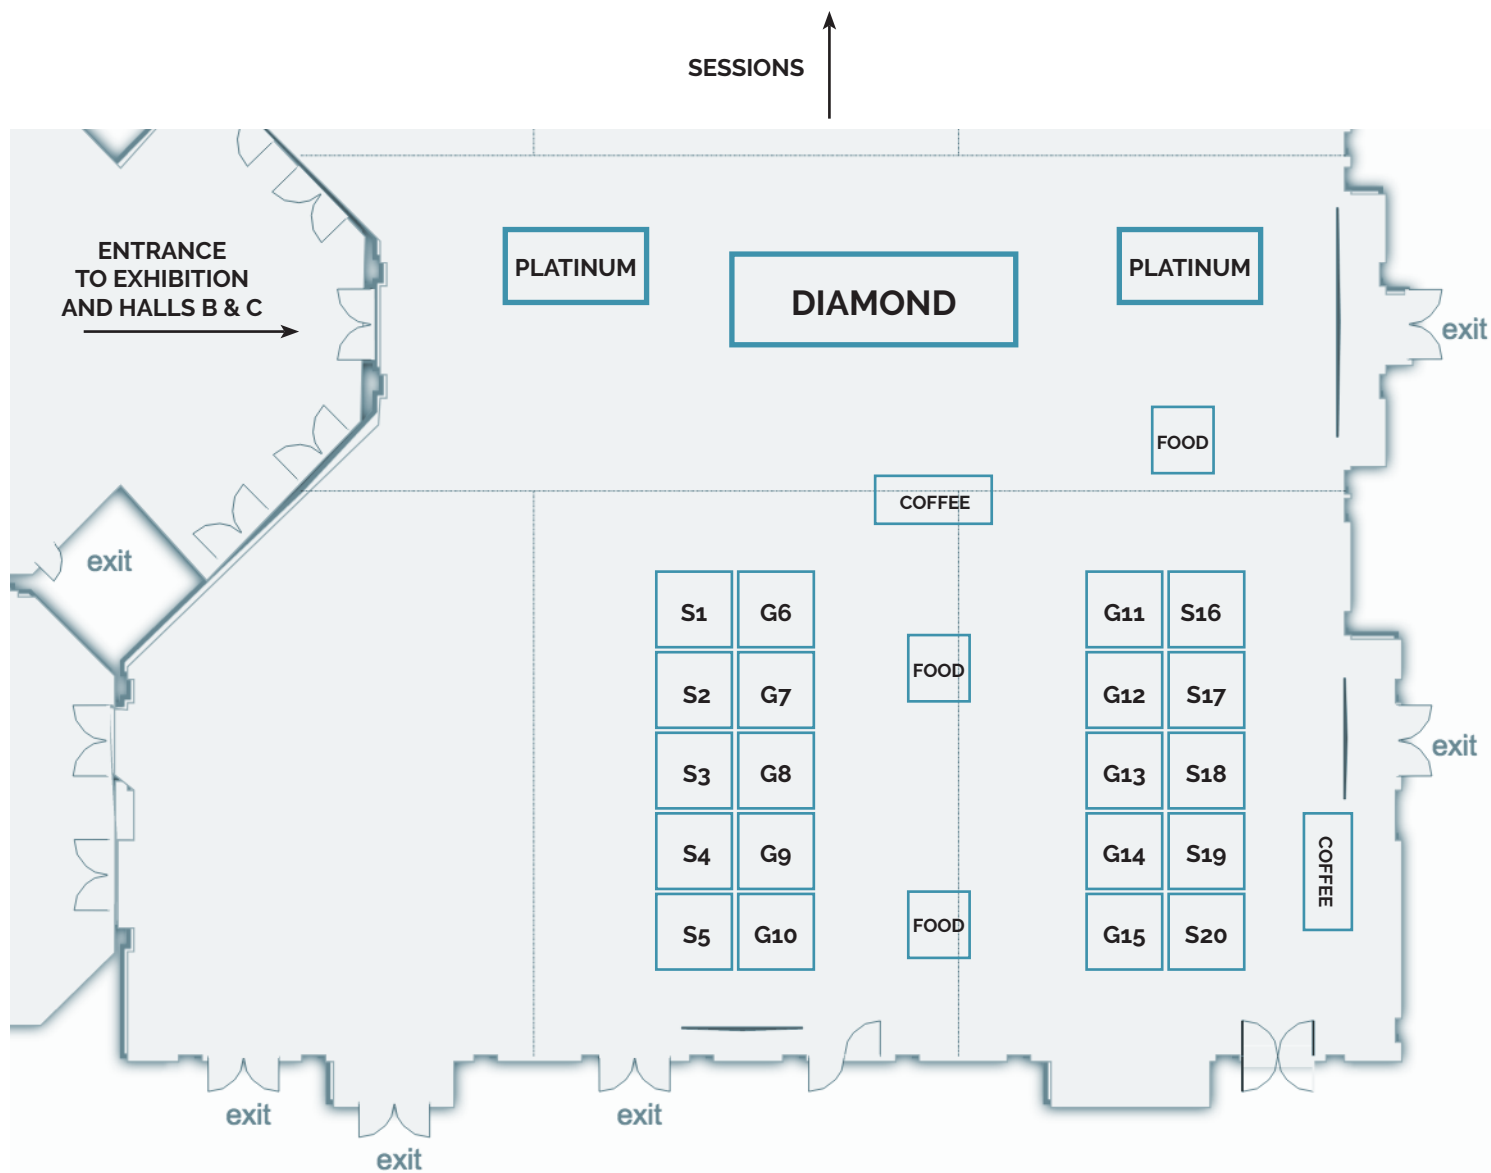 SESSIONS
ENTRANCE
TO EXHIBITION
AND HALLS B & C
PLATINUM
DIAMOND
PLATINUM
exit
FOOD
COFFEE
exit
S1
G6
G11
S16
FOOD
S2
G7
G12
S17
exit
S3
G8
G13
S18
S4
G9
G14
S19
COFFEE
S5
G10
FOOD
G15
S20
exit
exit
exit